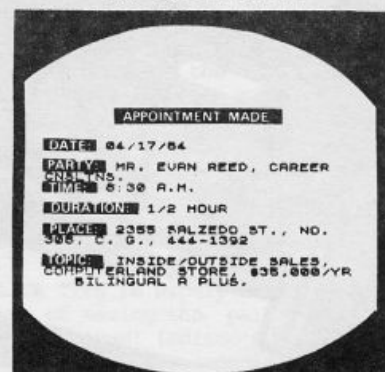 APPOINTMENT MADE
DATE: 04/17/84
PARTY: MR. EVAN REED, CAREER
CNSLTNS.
TIME: 8:30 A.M.
DURATION: 1/2 HOUR
PLACE: 2355 SALZEDO ST., NO.
306, C. G., 444-1392
TOPIC: INSIDE/OUTSIDE SALES,
COMPUTERLAND STORE, $35,000/YR
BILINGUAL A PLUS.